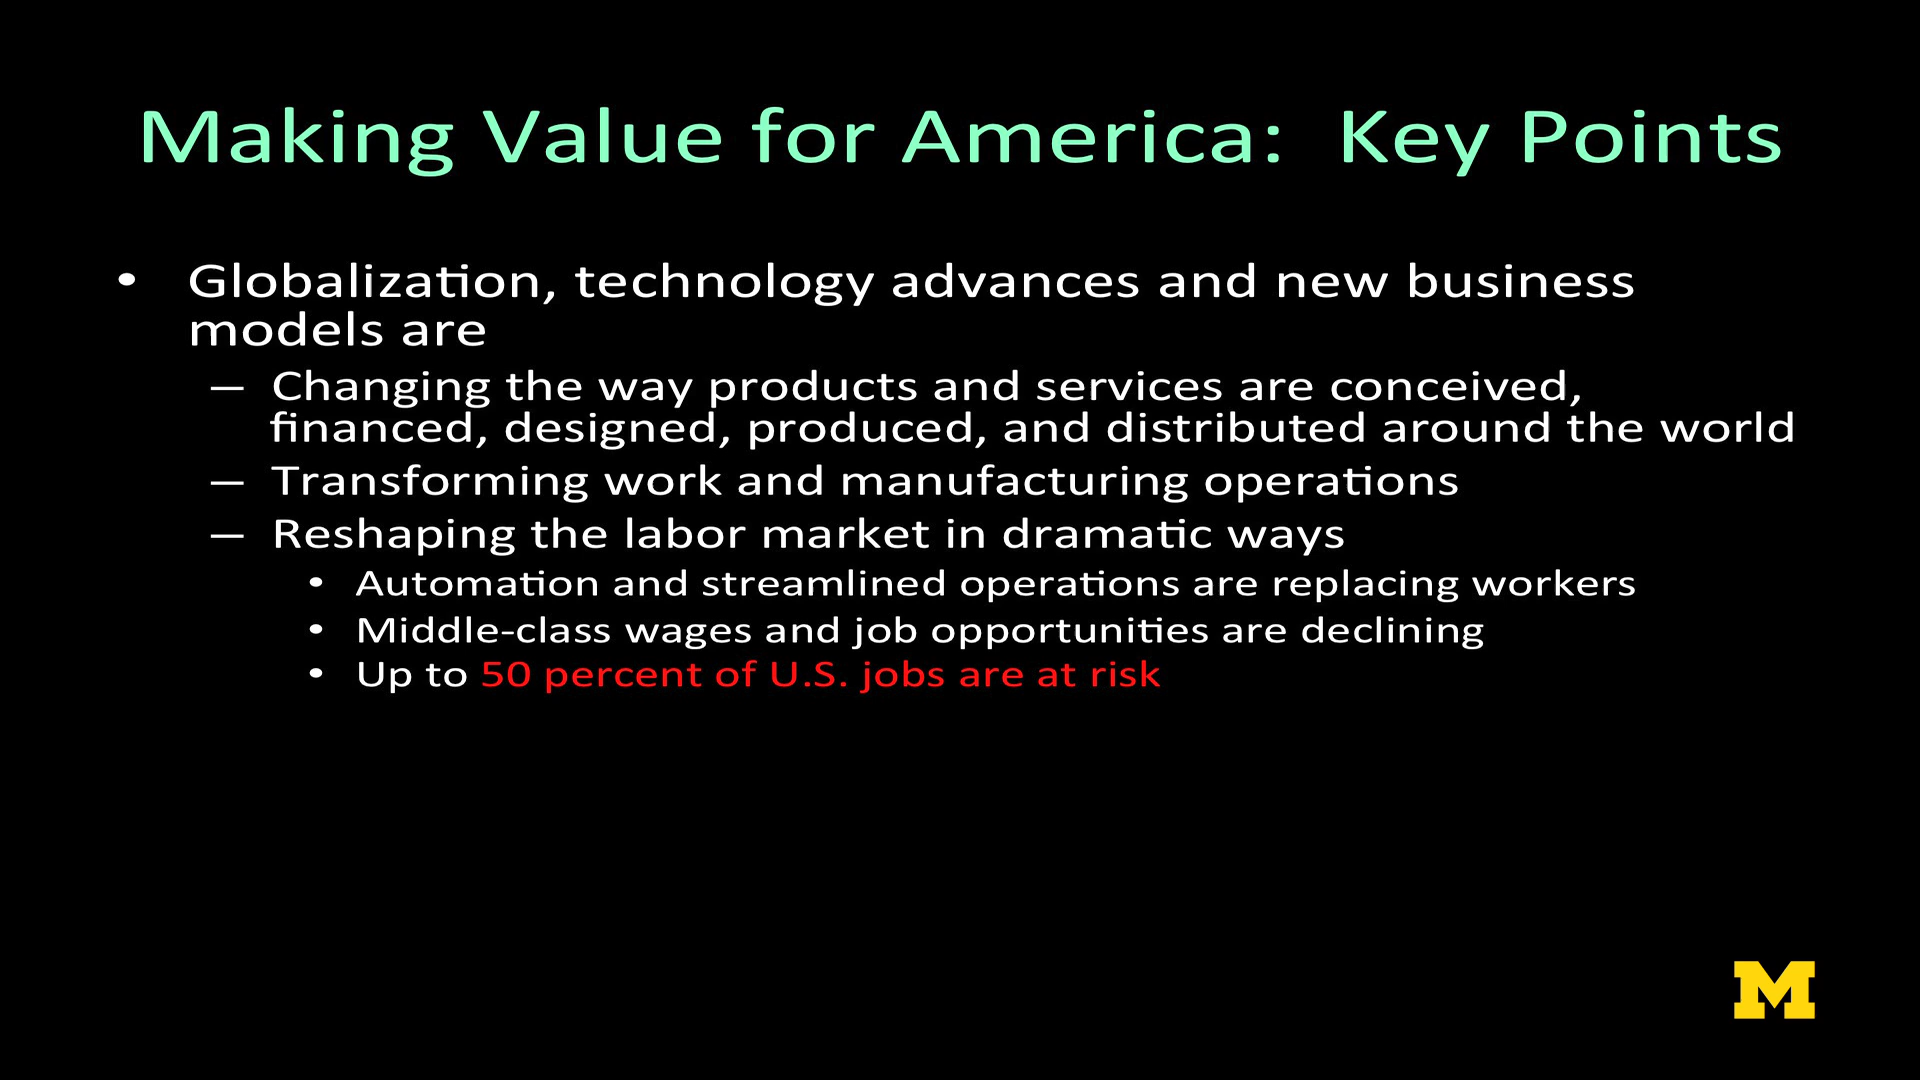 Making Value for America:  Key Points
• Globalization, technology advances and new business
models are
– Changing the way products and services are conceived,
financed, designed, produced, and distributed around the world
– Transforming work and manufacturing operations
– Reshaping the labor market in dramatic ways
• Automation and streamlined operations are replacing workers
• Middle-class wages and job opportunities are declining
• Up to 50 percent of U.S. jobs are at risk
M